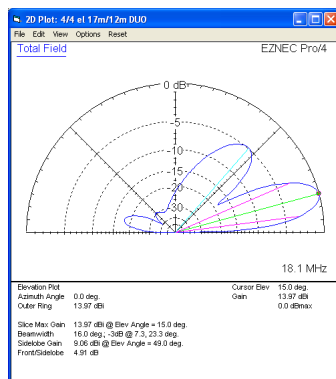 2D Plot: 4/4 el 17m/12m DUO
File Edit View Options Reset
Total Field
EZNEC Pro/4
0 dB
-5
-10
-15
-20
-30
18.1 MHz
Elevation Plot
Azimuth Angle 0.0 deg.
Outer Ring 13.97 dBi
Cursor Elev 15.0 deg.
Gain 13.97 dBi
0.0 dBmax
Slice Max Gain 13.97 dBi @ Elev Angle = 15.0 deg.
Beamwidth 16.0 deg.; -3dB @ 7.3, 23.3 deg.
Sidelobe Gain 9.06 dBi @ Elev Angle = 49.0 deg.
Front/Sidelobe 4.91 dB